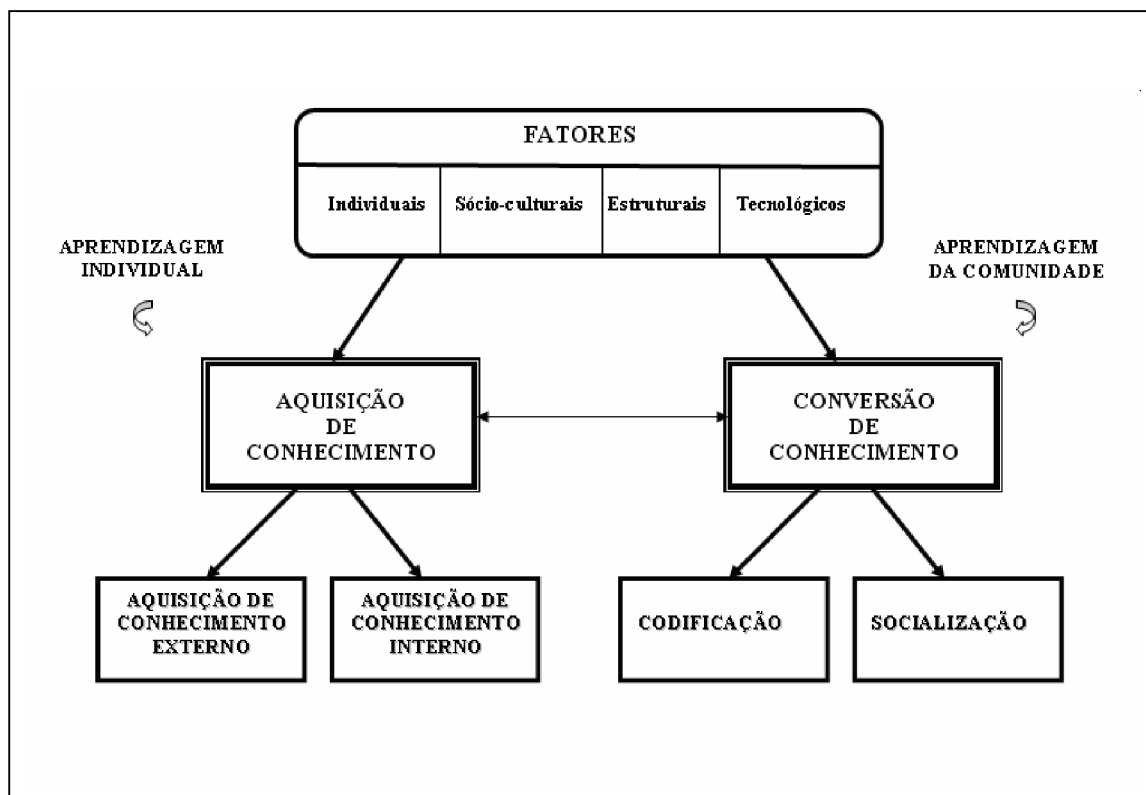 FATORES
Individuais Sócio-culturais Estruturais Tecnológicos
APRENDIZAGEM
INDIVIDUAL
APRENDIZAGEM
DA COMUNIDADE
AQUISIÇÃO
DE
CONHECIMENTO
CONVERSÃO
DE
CONHECIMENTO
AQUISIÇÃO DE
CONHECIMENTO
EXTERNO
AQUISIÇÃO DE
CONHECIMENTO
INTERNO
CODIFICAÇÃO
SOCIALIZAÇÃO